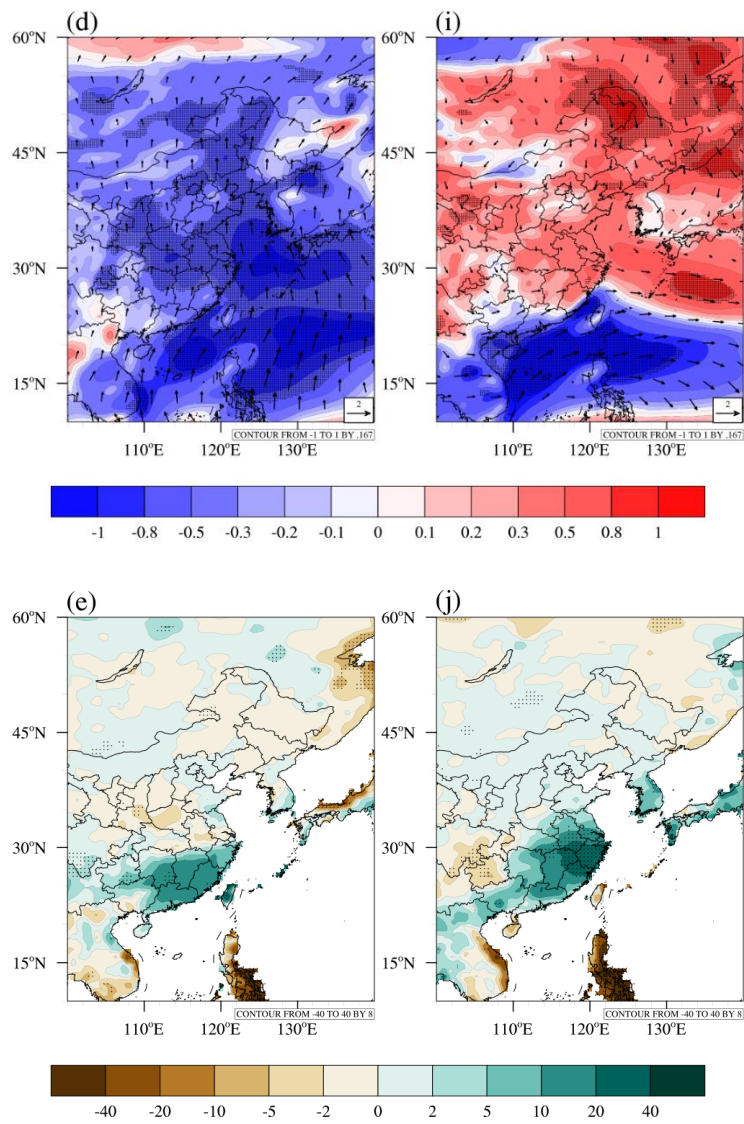 (d)
(i)
60°N
45°N
30°N
15°N
2
CONTOUR FROM -1 TO 1 BY .167
110°E
120°E
130°E
60°N
45°N
30°N
15°N
2
CONTOUR FROM -1 TO 1 BY .167
110°E
120°E
130°E
-1 -0.8 -0.5 -0.3 -0.2 -0.1 0 0.1 0.2 0.3 0.5 0.8 1
(e)
(j)
60°N
45°N
30°N
15°N
CONTOUR FROM -40 TO 40 BY 8
110°E
120°E
130°E
60°N
45°N
30°N
15°N
CONTOUR FROM -40 TO 40 BY 8
110°E
120°E
130°E
-40 -20 -10 -5 -2 0 2 5 10 20 40